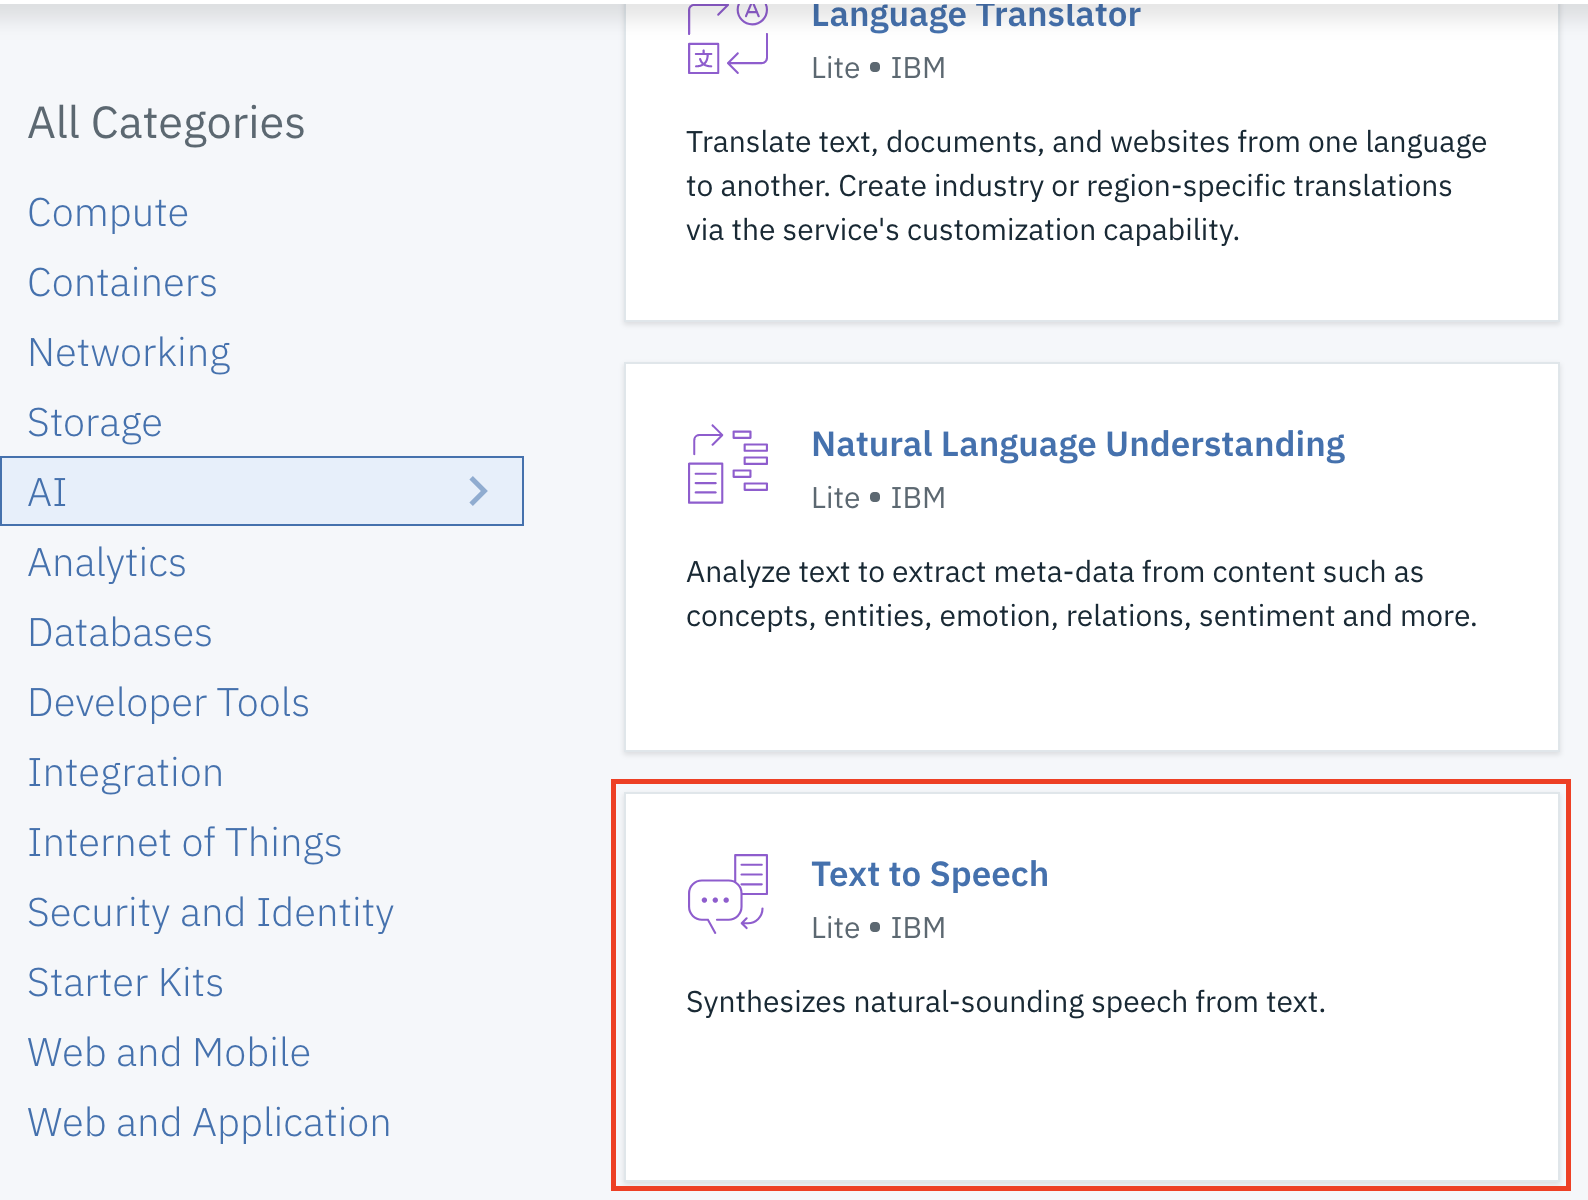 All Categories
Compute
Containers
Networking
Storage
AI
Analytics
Databases
Developer Tools
Integration
Internet of Things
Security and Identity
Starter Kits
Web and Mobile
Web and Application
A
文
Language Translator
Lite • IBM
Translate text, documents, and websites from one language
to another. Create industry or region-specific translations
via the service's customization capability.
Natural Language Understanding
Lite • IBM
Analyze text to extract meta-data from content such as
concepts, entities, emotion, relations, sentiment and more.
Text to Speech
Lite • IBM
Synthesizes natural-sounding speech from text.